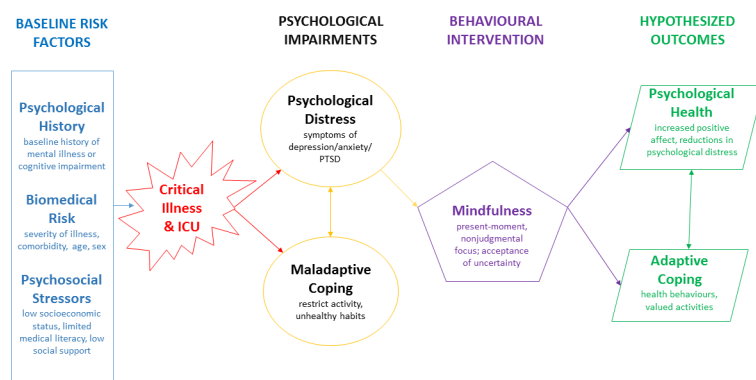 BASELINE RISK
FACTORS
Psychological
History
baseline history of
mental illness or
cognitive impairment
Biomedical
Risk
severity of illness,
comorbidity, age, sex
Psychosocial
Stressors
low socioeconomic
status, limited
medical literacy, low
social support
Critical
Illness
& ICU
PSYCHOLOGICAL
IMPAIRMENTS
Psychological
Distress
symptoms of
depression/anxiety/
PTSD
Maladaptive
Coping
restrict activity,
unhealthy habits
BEHAVIOURAL
INTERVENTION
Mindfulness
present-moment,
nonjudgmental
focus; acceptance
of uncertainty
HYPOTHESIZED
OUTCOMES
Psychological
Health
increased positive
affect, reductions in
psychological distress
Adaptive
Coping
health behaviours,
valued activities